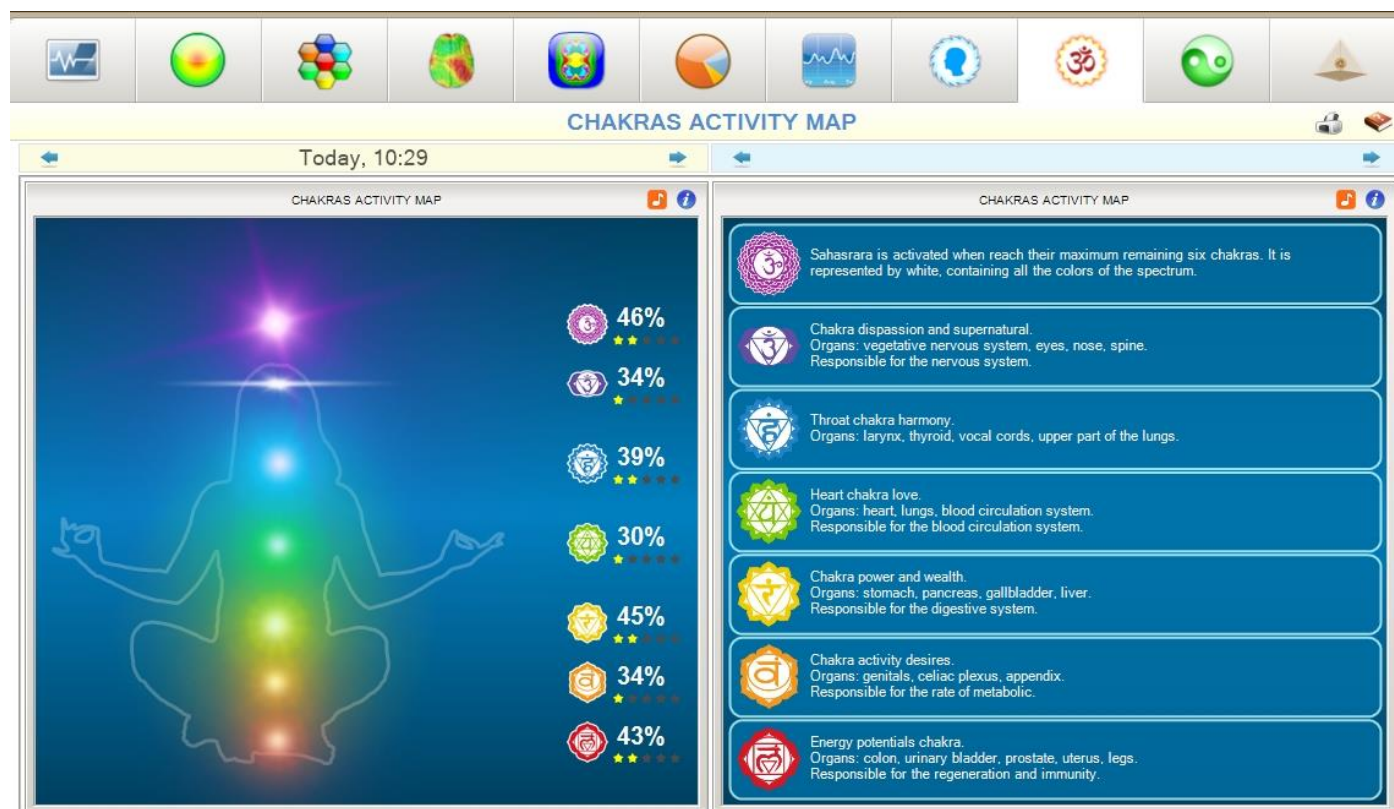 CHAKRAS ACTIVITY MAP
Today, 10:29
CHAKRAS ACTIVITY MAP
46%
34%
39%
30%
45%
34%
43%
CHAKRAS ACTIVITY MAP
ॐ
Sahasrara is activated when reach their maximum remaining six chakras. It is
represented by white, containing all the colors of the spectrum.
ॐ
Chakra dispassion and supernatural.
Organs: vegetative nervous system, eyes, nose, spine.
Responsible for the nervous system.
हं
Throat chakra harmony.
Organs: larynx, thyroid, vocal cords, upper part of the lungs.
यं
Heart chakra love.
Organs: heart, lungs, blood circulation system.
Responsible for the blood circulation system.
रं
Chakra power and wealth.
Organs: stomach, pancreas, gallbladder, liver.
Responsible for the digestive system.
वं
Chakra activity desires.
Organs: genitals, celiac plexus, appendix.
Responsible for the rate of metabolic.
लं
Energy potentials chakra.
Organs: colon, urinary bladder, prostate, uterus, legs.
Responsible for the regeneration and immunity.